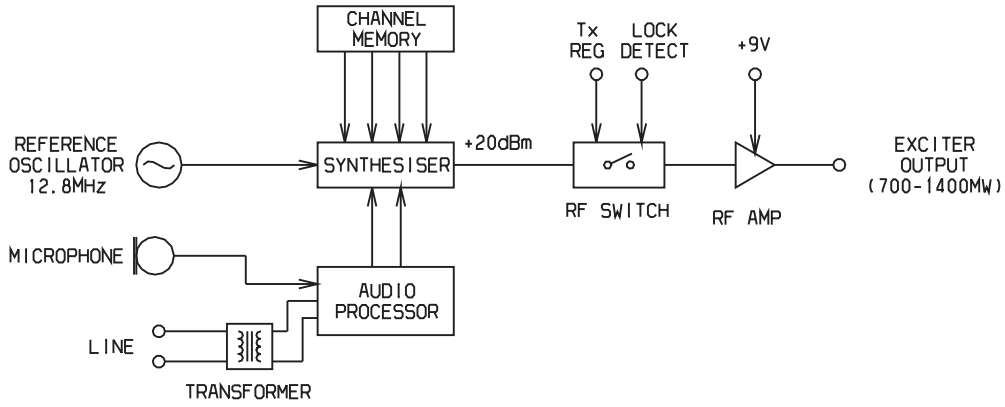 CHANNEL
MEMORY
Tx
REG
LOCK
DETECT
+9V
REFERENCE
OSCILLATOR
12.8MHz
SYNTHESISER
+20dBm
EXCITER
OUTPUT
(700-1400MW)
RF SWITCH
RF AMP
MICROPHONE
AUDIO
PROCESSOR
LINE
TRANSFORMER